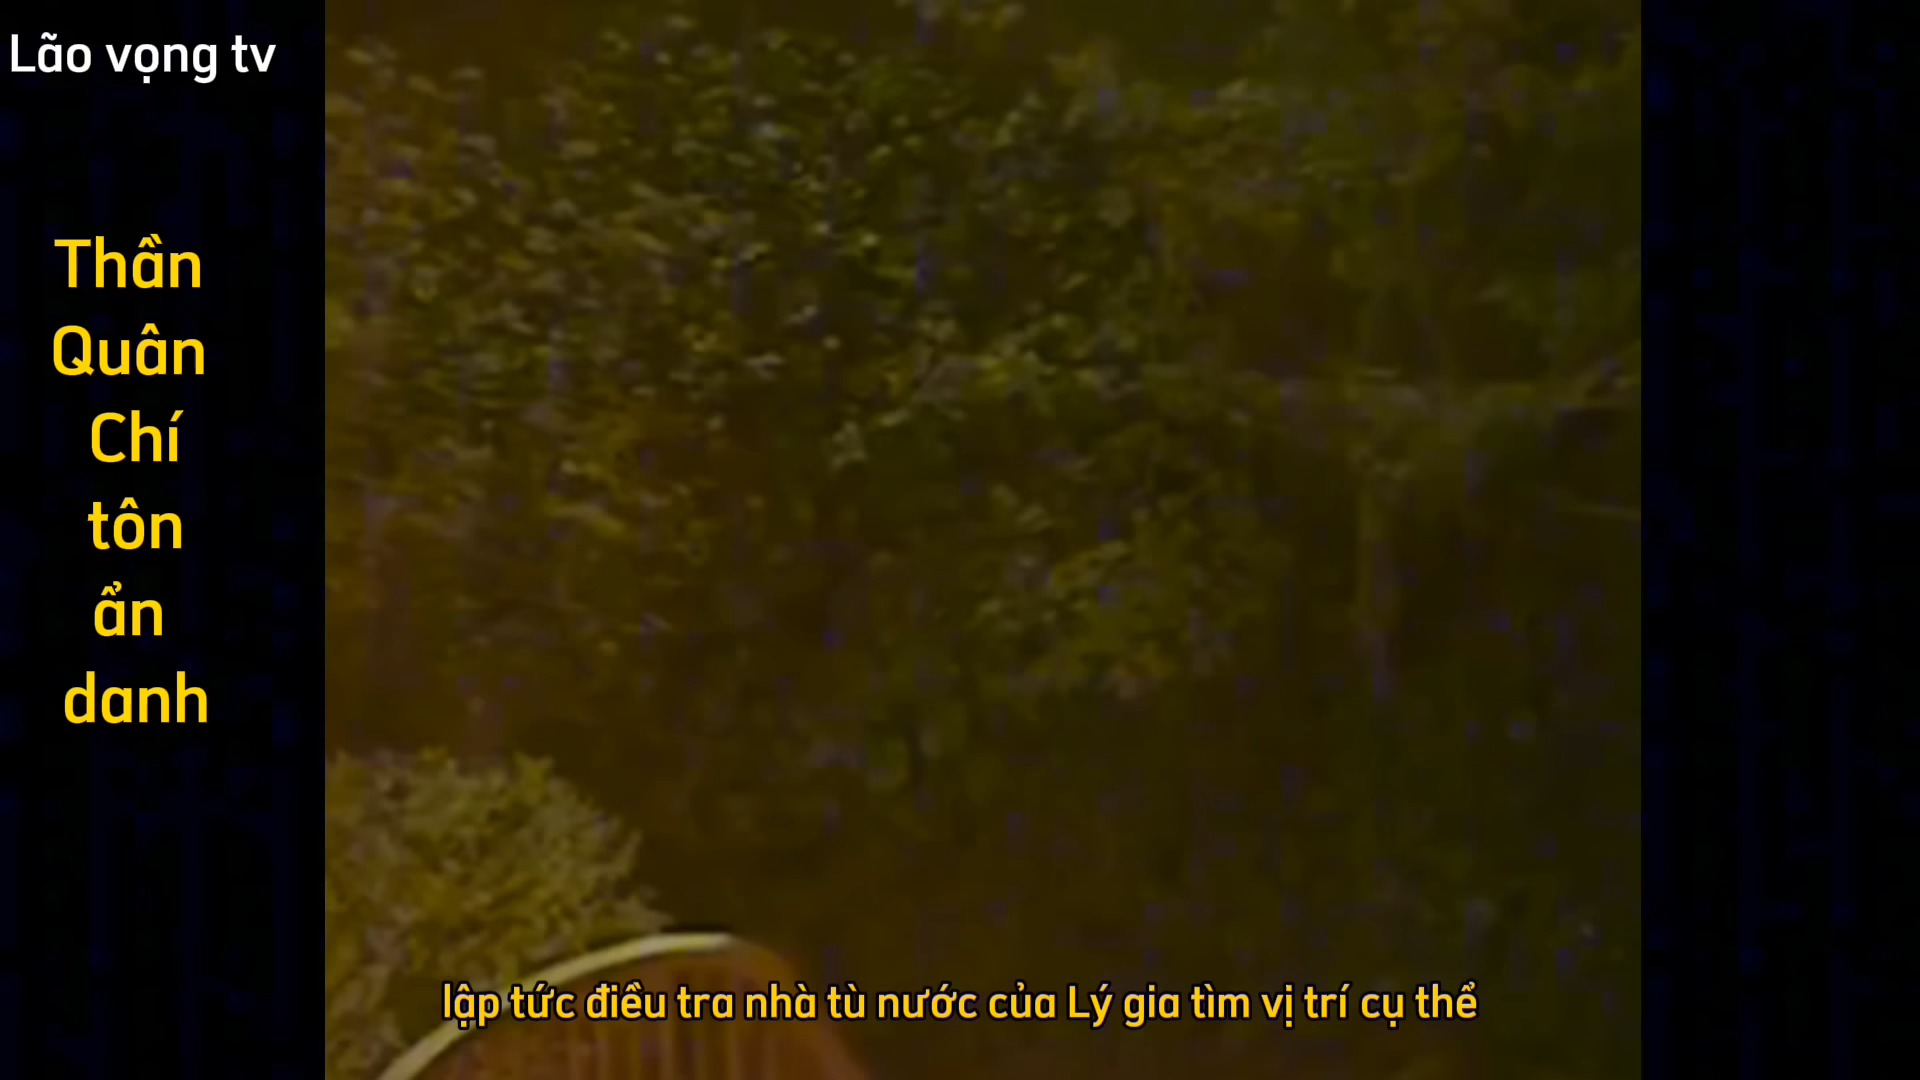 Lão vọng tv
Thần
Quân
Chí
tôn
ẩn
danh
lập tức điều tra nhà tù nước của Lý gia tìm vị trí cụ thể